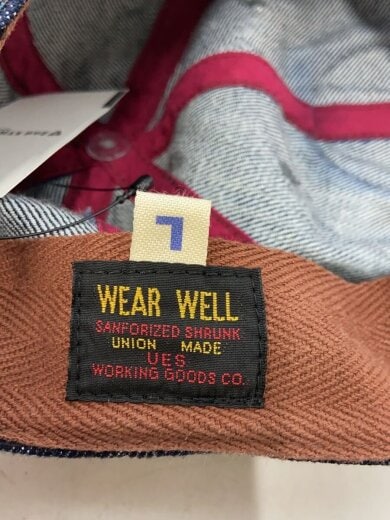 L
WEAR WELL
SANFORIZED SHRUNK
UNION MADE
UES
WORKING GOODS CO.